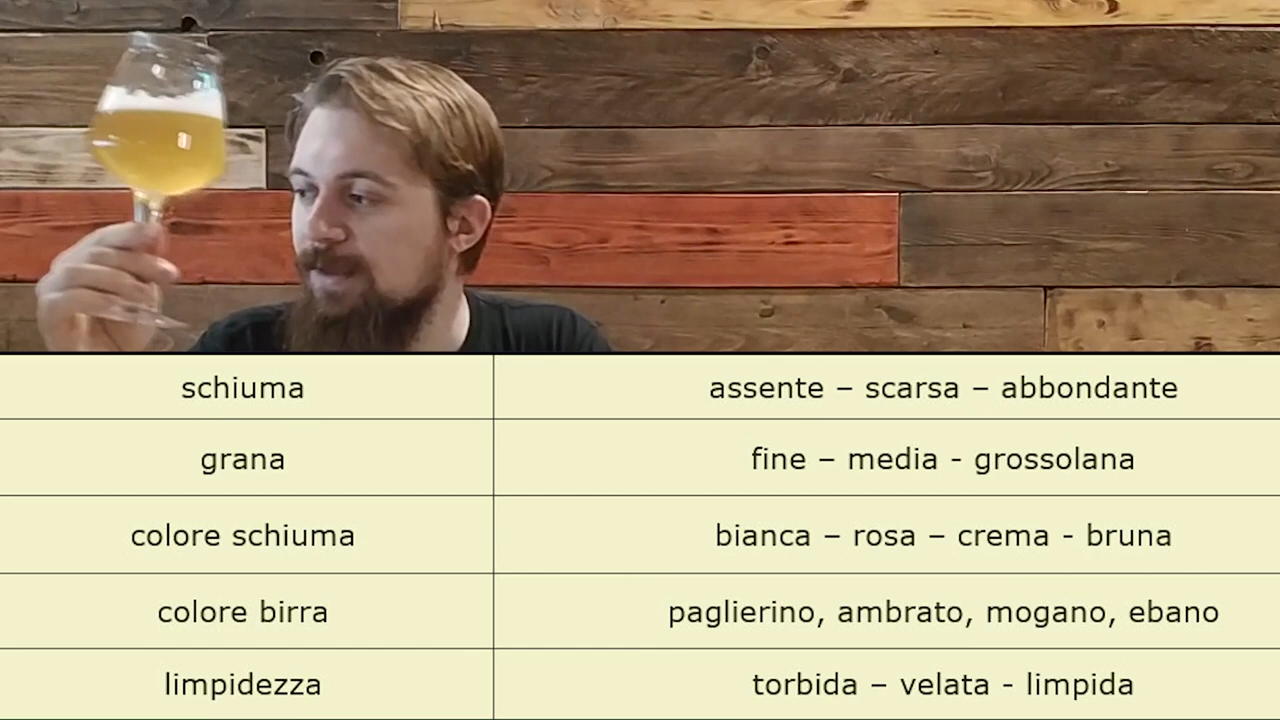 schiuma assente – scarsa – abbondante
grana fine – media - grossolana
colore schiuma bianca – rosa – crema - bruna
colore birra paglierino, ambrato, mogano, ebano
limpidezza torbida – velata - limpida